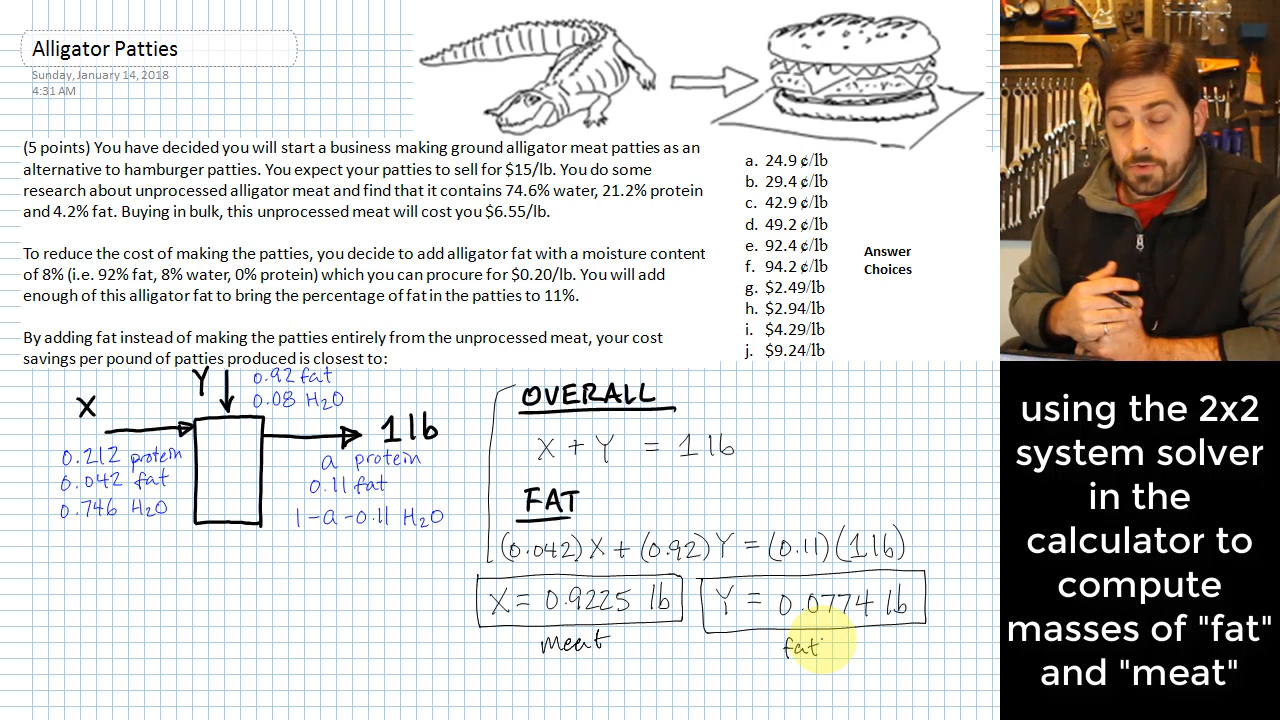 Alligator Patties
Sunday, January 14, 2018
4:31 AM
(5 points) You have decided you will start a business making ground alligator meat patties as an
alternative to hamburger patties. You expect your patties to sell for $15/lb. You do some
research about unprocessed alligator meat and find that it contains 74.6% water, 21.2% protein
and 4.2% fat. Buying in bulk, this unprocessed meat will cost you $6.55/lb.
To reduce the cost of making the patties, you decide to add alligator fat with a moisture content
of 8% (i.e. 92% fat, 8% water, 0% protein) which you can procure for $0.20/lb. You will add
enough of this alligator fat to bring the percentage of fat in the patties to 11%.
By adding fat instead of making the patties entirely from the unprocessed meat, your cost
savings per pound of patties produced is closest to:
a. 24.9 ¢/lb
b. 29.4 ¢/lb
c. 42.9 ¢/lb
d. 49.2 ¢/lb
e. 92.4 ¢/lb
f. 94.2 ¢/lb
g. $2.49/lb
h. $2.94/lb
i. $4.29/lb
j. $9.24/lb
Answer
Choices
X
0.212 protein
0.042 fat
0.746 H2O
Y
0.92 fat
0.08 H2O
1 lb
a protein
0.11 fat
1-a-0.11 H2O
OVERALL
X + Y = 1 lb
FAT
(0.042) X + (0.92) Y = (0.11)(1 lb)
X = 0.9225 lb
meat
Y = 0.0774 lb
fat
using the 2x2
system solver
in the
calculator to
compute
masses of "fat"
and "meat"